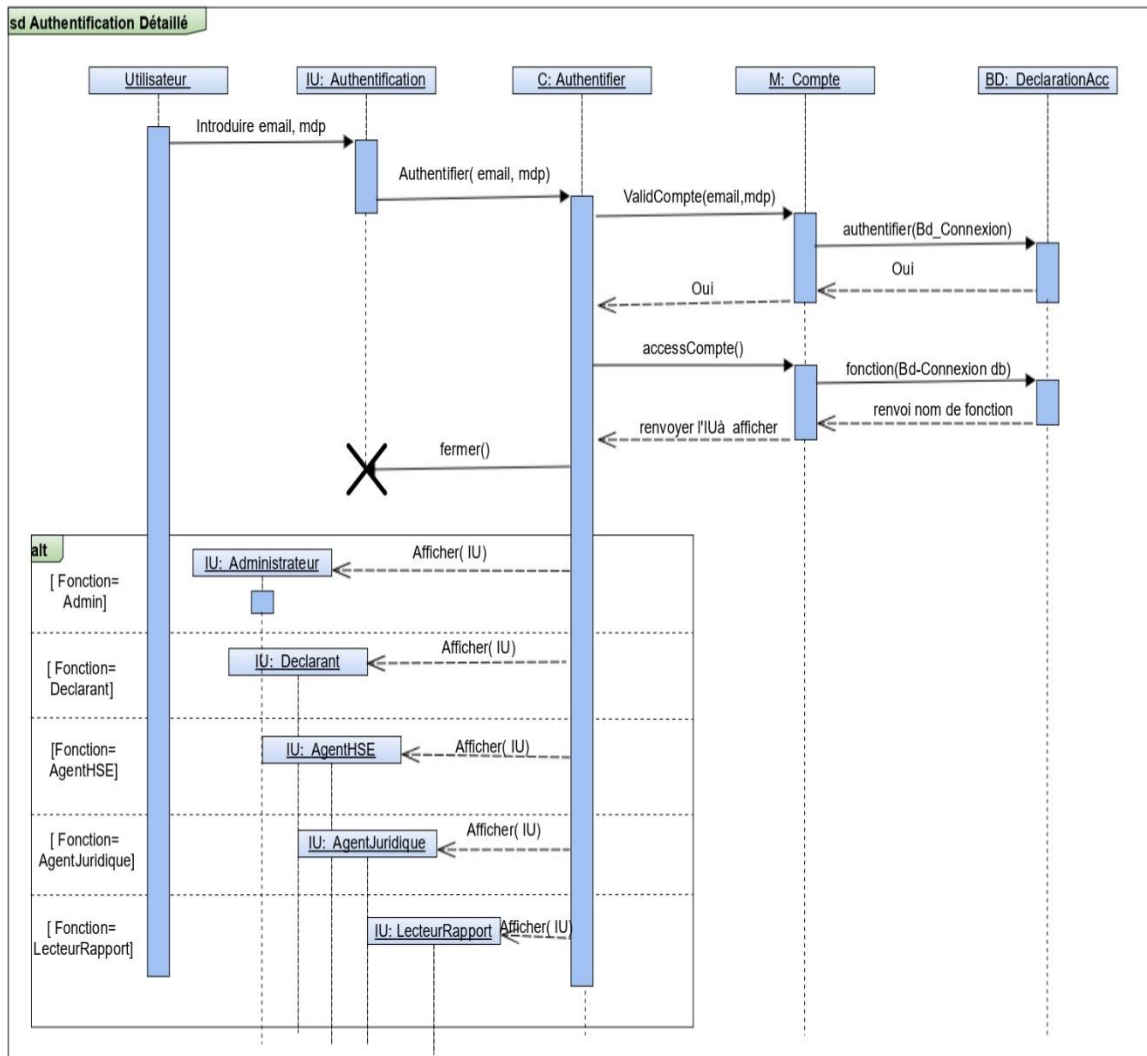 sd Authentification Détaillé
Utilisateur
IU: Authentification
C: Authentifier
M: Compte
BD: DeclarationAcc
Introduire email, mdp
Authentifier( email, mdp)
ValidCompte(email,mdp)
authentifier(Bd_Connexion)
Oui
Oui
accessCompte()
fonction(Bd-Connexion db)
renvoi nom de fonction
renvoyer l'IUà afficher
fermer()
alt
[ Fonction=
Admin]
IU: Administrateur
Afficher( IU)
[ Fonction=
Declarant]
IU: Declarant
Afficher( IU)
[Fonction=
AgentHSE]
IU: AgentHSE
Afficher( IU)
[ Fonction=
AgentJuridique]
IU: AgentJuridique
Afficher( IU)
[ Fonction=
LecteurRapport]
IU: LecteurRapport
Afficher( IU)